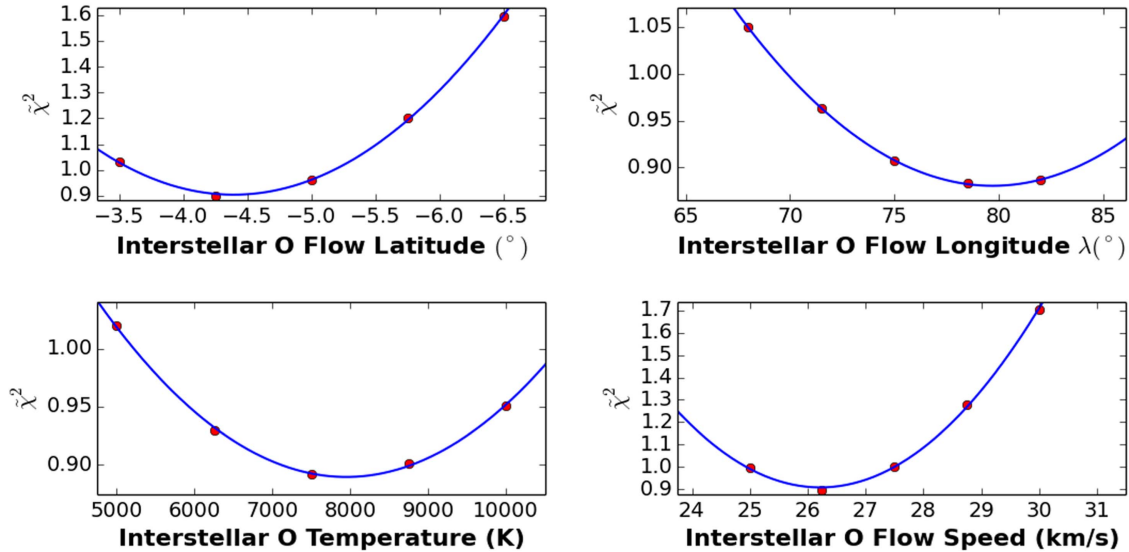 1.6
1.5
1.4
1.3
1.2
1.1
1.0
0.9
χ̃²
−3.5 −4.0 −4.5 −5.0 −5.5 −6.0 −6.5
Interstellar O Flow Latitude (°)
1.05
1.00
0.95
0.90
χ̃²
65 70 75 80 85
Interstellar O Flow Longitude λ(°)
1.00
0.95
0.90
χ̃²
5000 6000 7000 8000 9000 10000
Interstellar O Temperature (K)
1.7
1.6
1.5
1.4
1.3
1.2
1.1
1.0
0.9
χ̃²
24 25 26 27 28 29 30 31
Interstellar O Flow Speed (km/s)